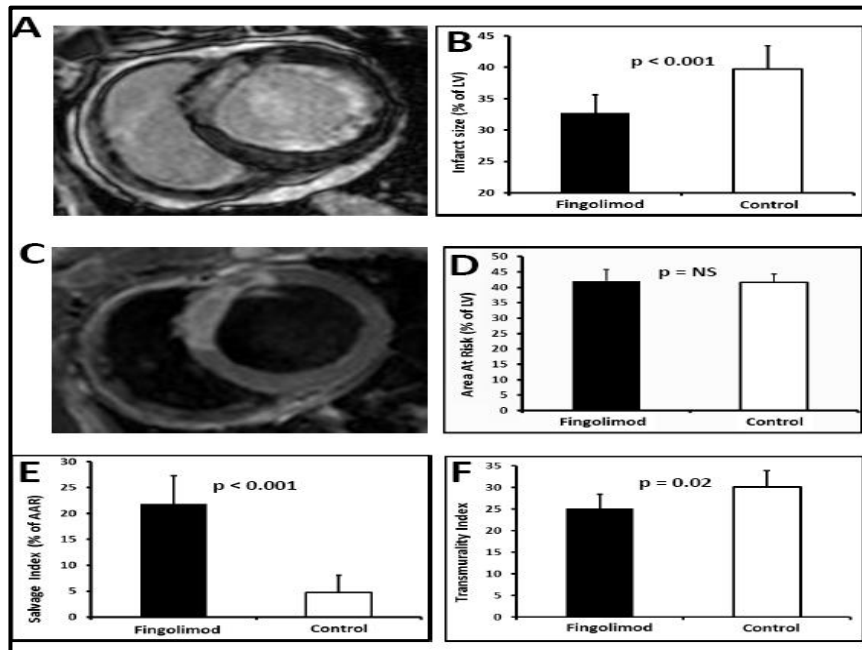 A
B
p < 0.001
Infarct size (% of LV)
45
40
35
30
25
20
Fingolimod Control
C
D
p = NS
Area At Risk (% of LV)
50
45
40
35
30
25
20
15
10
5
0
Fingolimod Control
E
p < 0.001
Salvage Index (% of AAR)
30
25
20
15
10
5
0
Fingolimod Control
F
p = 0.02
Transmurality Index
35
30
25
20
15
10
5
0
Fingolimod Control